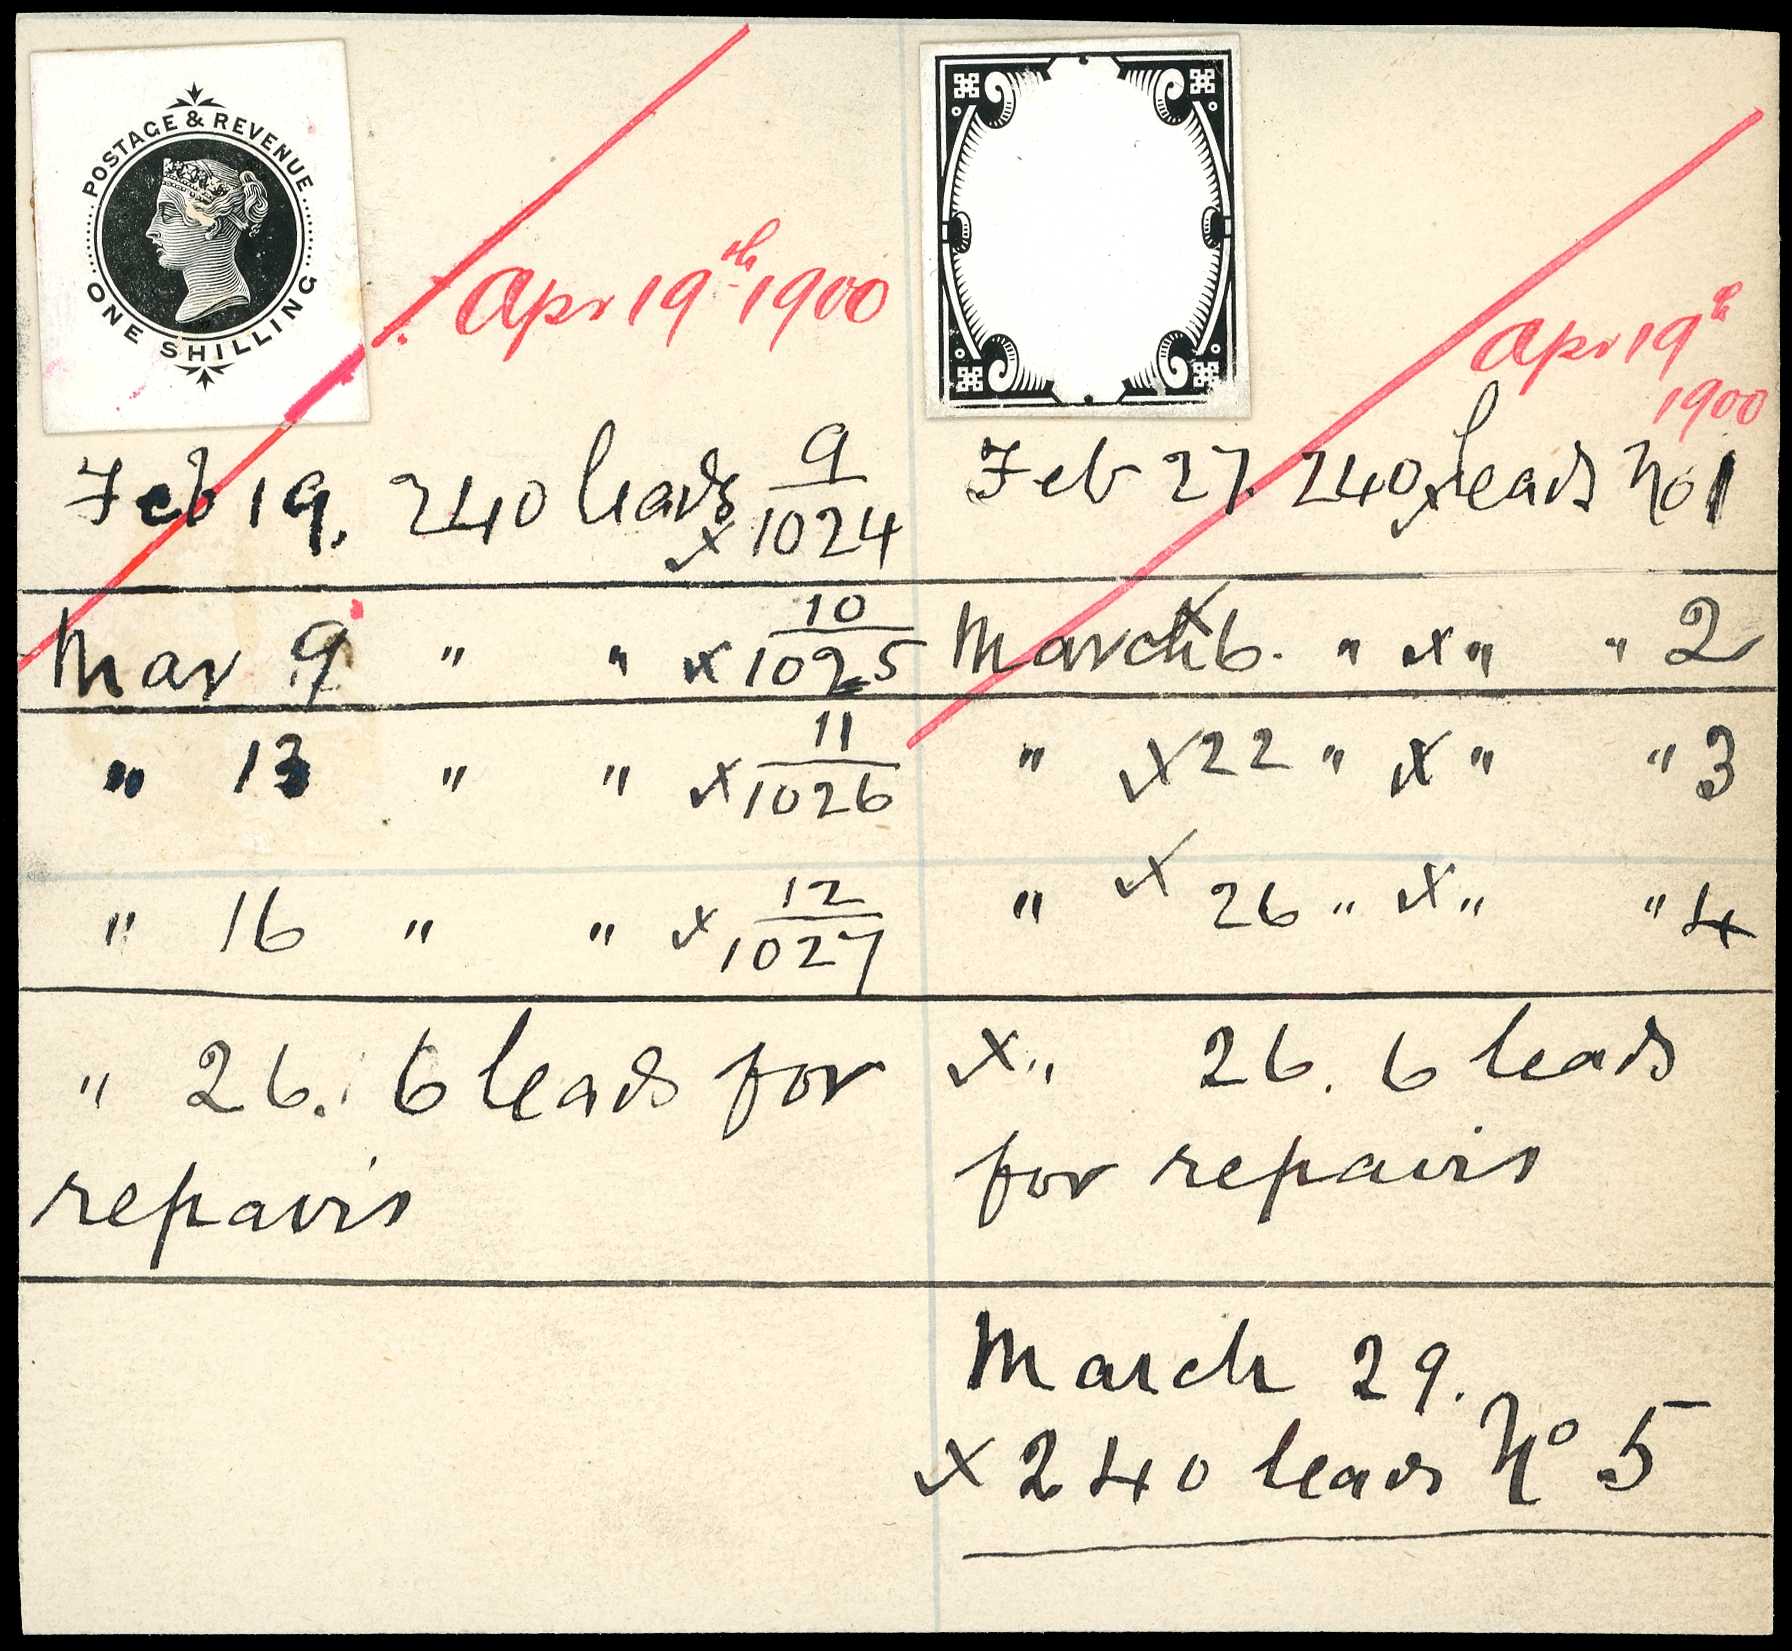 POSTAGE & REVENUE
ONE SHILLING
Apr 19th 1900
Feb 19. 240 leads x 9/1024
Mar 9 " " x 10/1025
" 13 " " x 11/1026
" 16 " " x 12/1027
" 26. 6 leads for
repairs
Apr 19th
1900
Feb 27. 240 x leads No 1
March x 6. " x " " 2
" x 22 " x " " 3
" x 26 " x " " 4
x " 26. 6 leads
for repairs
March 29.
x 240 leads No 5